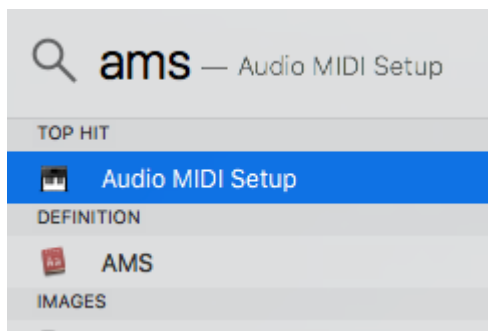 ams — Audio MIDI Setup
TOP HIT
Audio MIDI Setup
DEFINITION
AMS
IMAGES